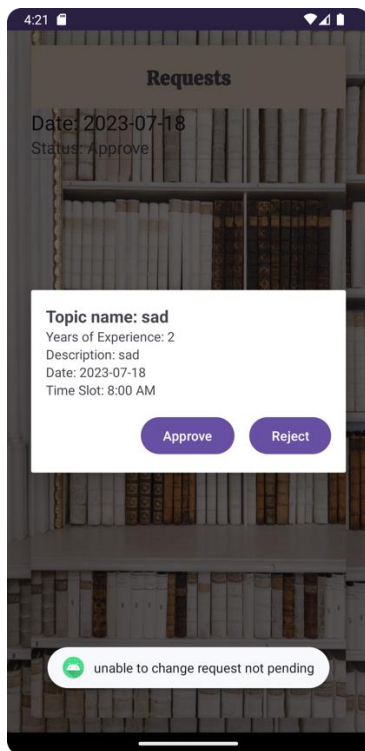 4:21
Requests
Date: 2023-07-18
Status: Approve
Topic name: sad
Years of Experience: 2
Description: sad
Date: 2023-07-18
Time Slot: 8:00 AM
Approve Reject
unable to change request not pending